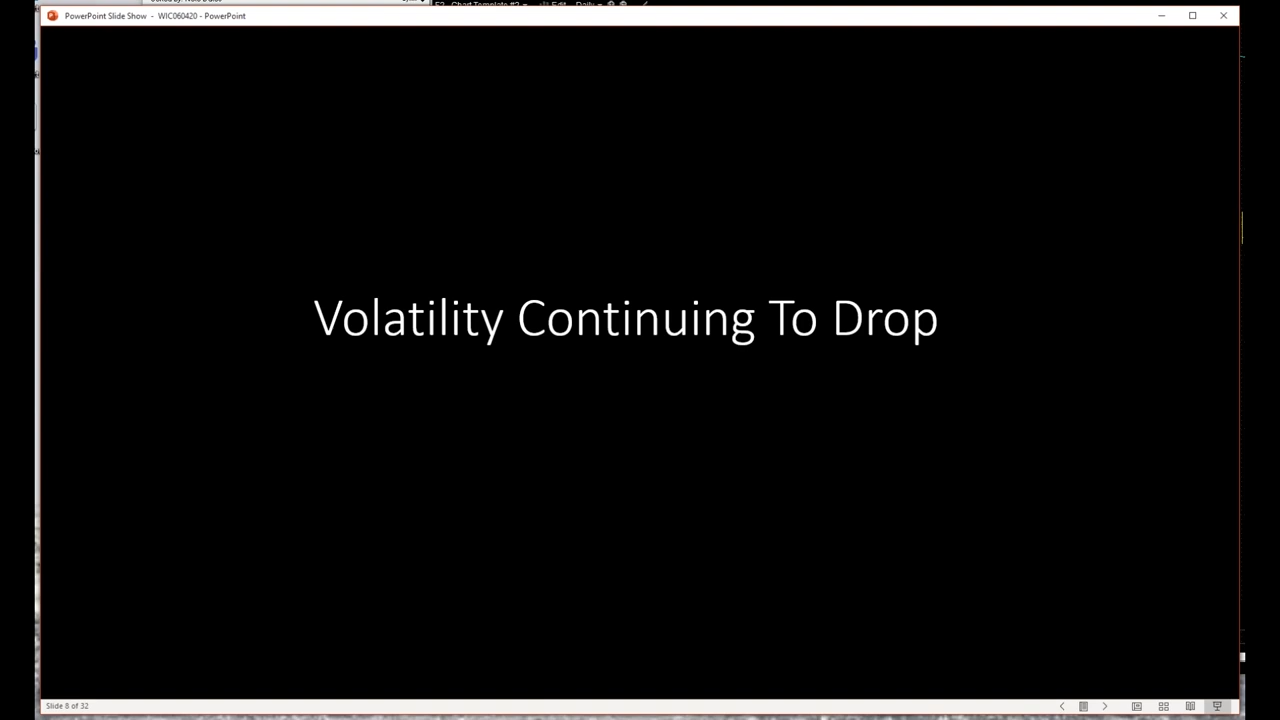 PowerPoint Slide Show - WIC060420 - PowerPoint
Volatility Continuing To Drop
Slide 8 of 32